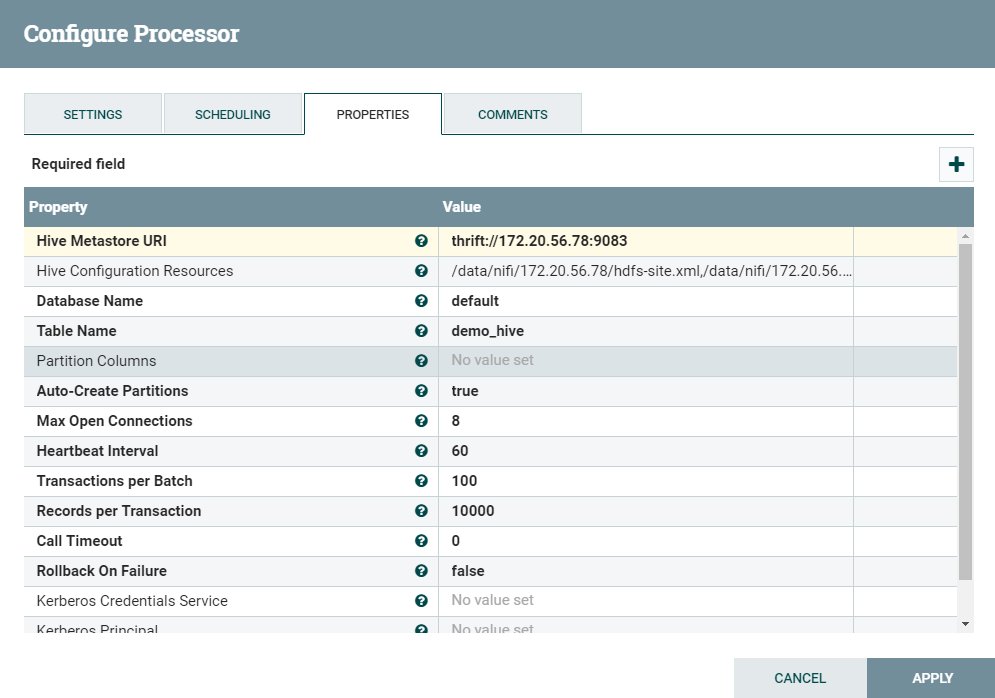 Configure Processor
SETTINGS SCHEDULING PROPERTIES COMMENTS
Required field
Property Value
Hive Metastore URI thrift://172.20.56.78:9083
Hive Configuration Resources /data/nifi/172.20.56.78/hdfs-site.xml,/data/nifi/172.20.56....
Database Name default
Table Name demo_hive
Partition Columns No value set
Auto-Create Partitions true
Max Open Connections 8
Heartbeat Interval 60
Transactions per Batch 100
Records per Transaction 10000
Call Timeout 0
Rollback On Failure false
Kerberos Credentials Service No value set
Kerberos Principal No value set
CANCEL APPLY